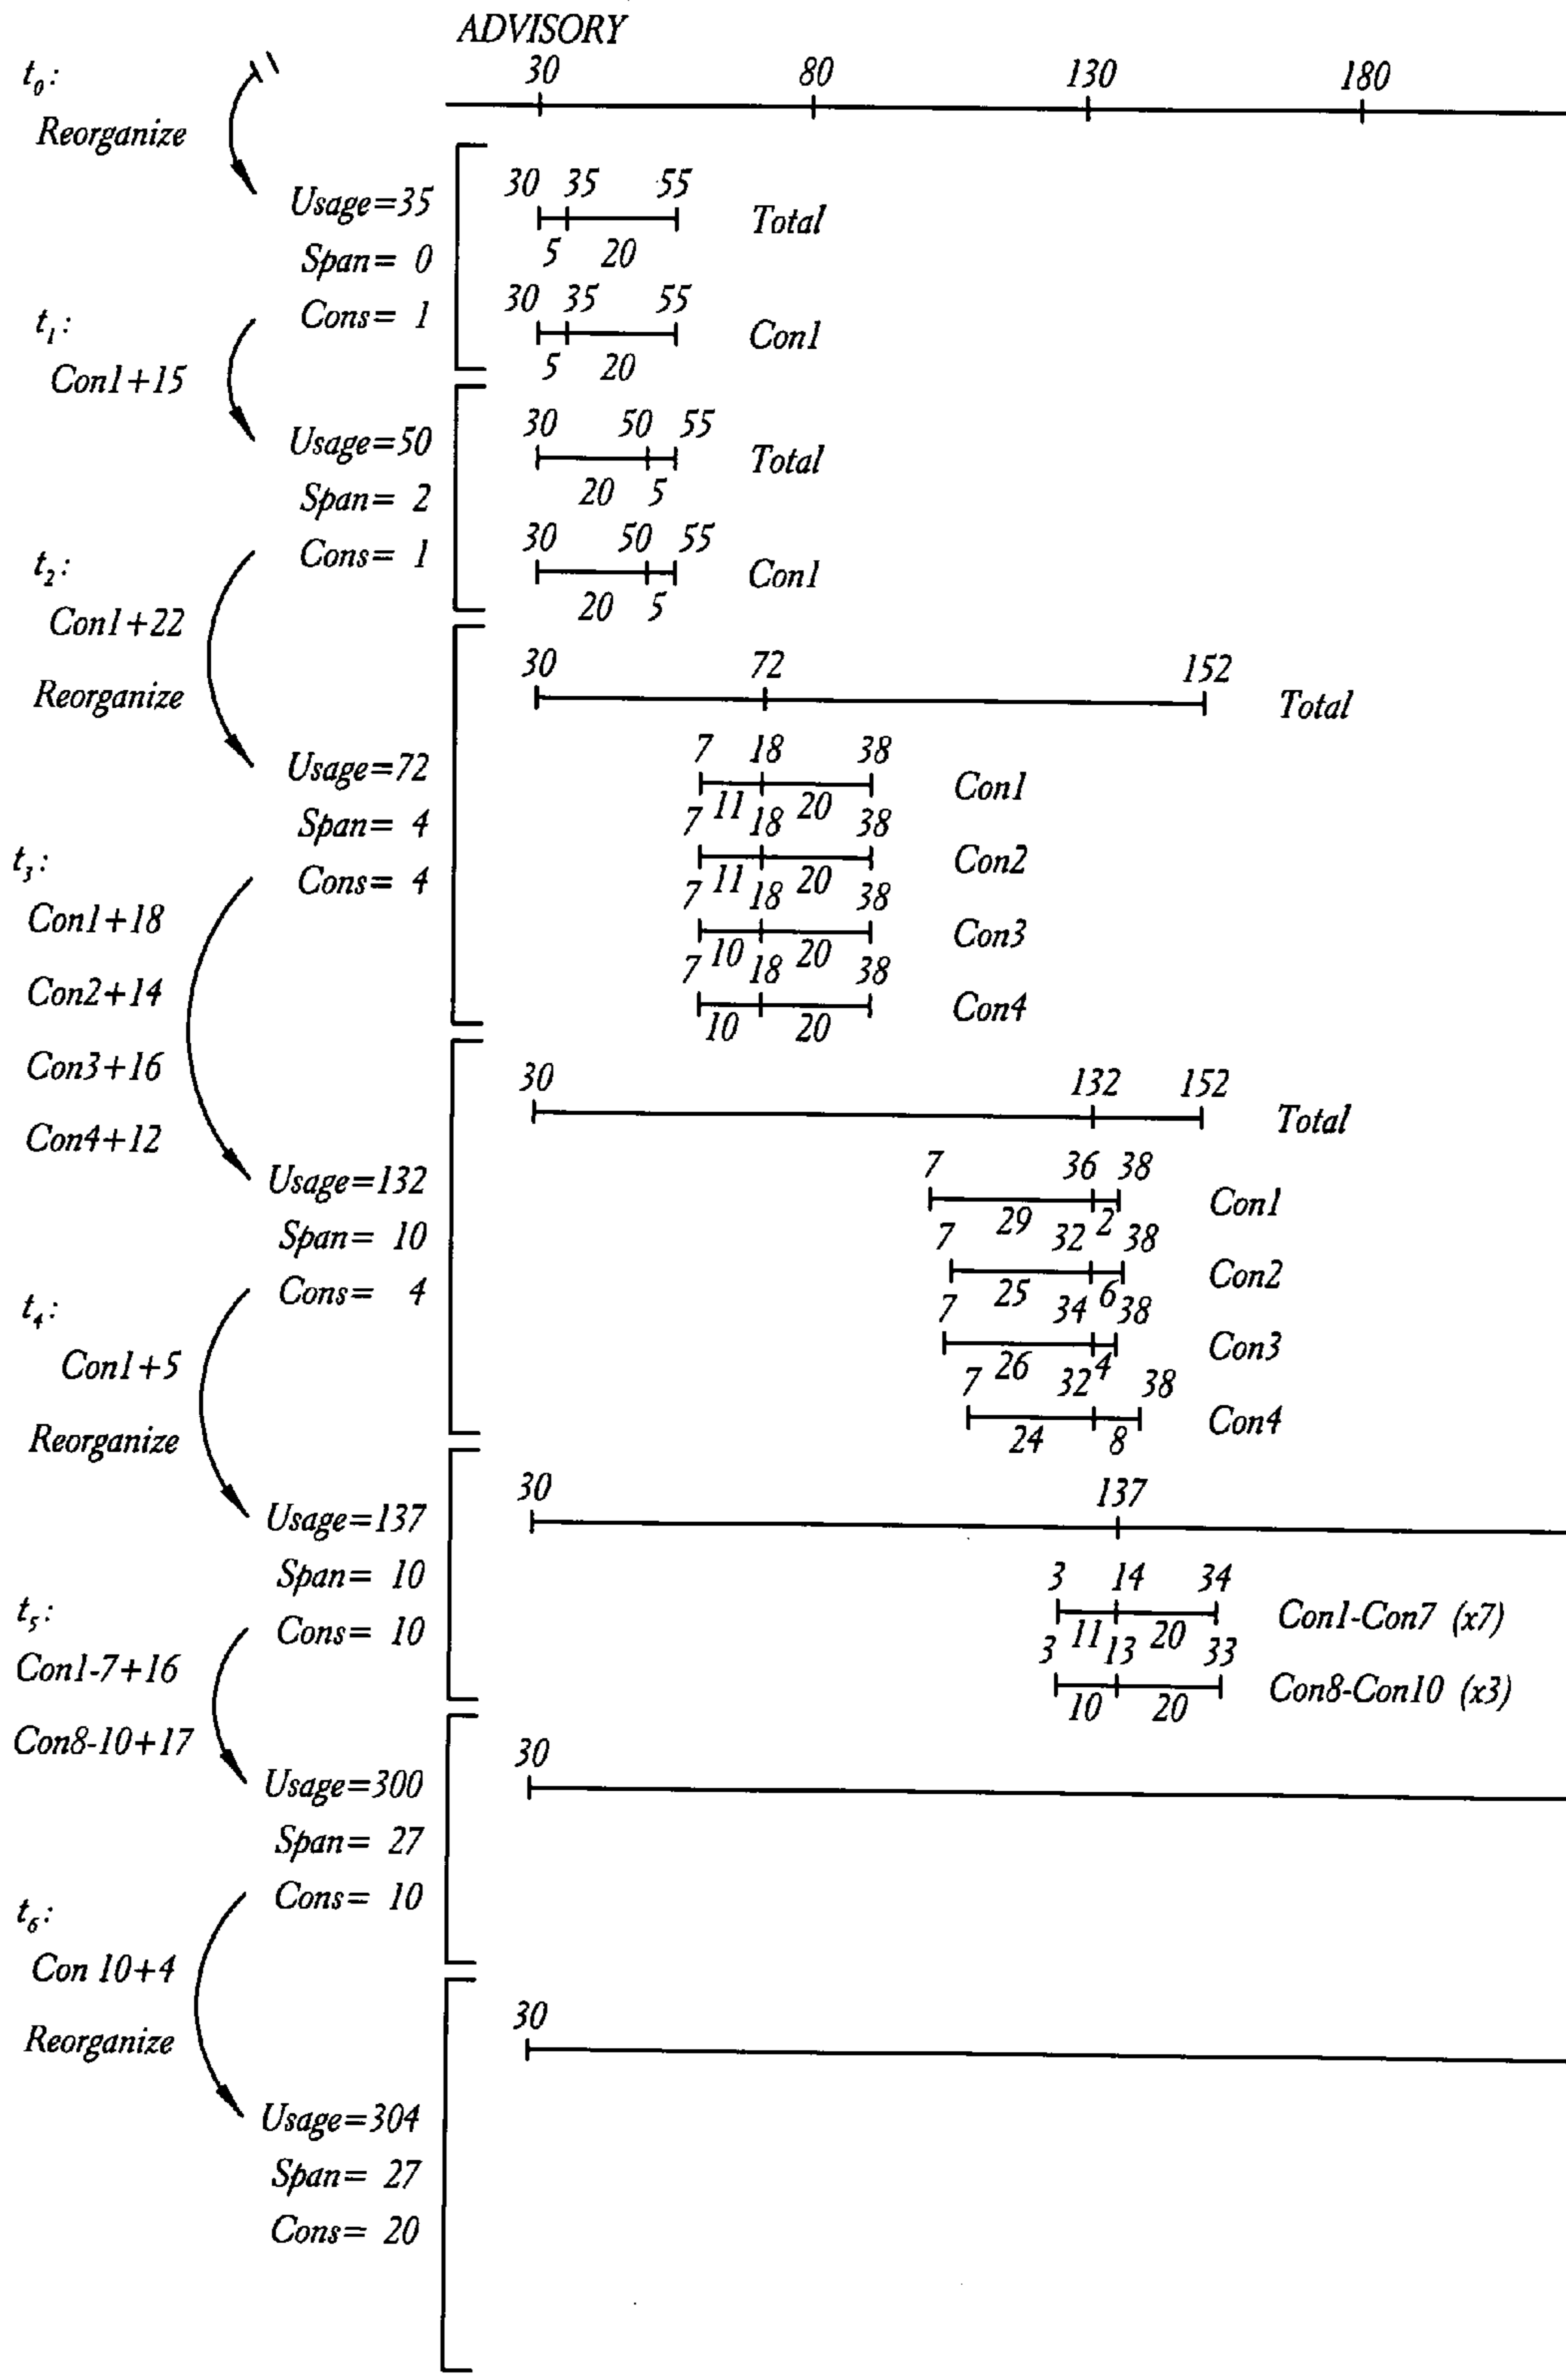 ADVISORY
30 80 130 180
t0:
Reorganize
Usage=35
Span= 0
Cons= 1
30 35 55
Total
5 20
30 35 55
Con1
5 20
t1:
Con1+15
Usage=50
Span= 2
Cons= 1
30 50 55
Total
20 5
30 50 55
Con1
20 5
t2:
Con1+22
Reorganize
Usage=72
Span= 4
Cons= 4
30 72 152
Total
7 18 38
Con1
11 20
7 18 38
Con2
11 20
7 18 38
Con3
10 20
7 18 38
Con4
10 20
t3:
Con1+18
Con2+14
Con3+16
Con4+12
Usage=132
Span= 10
Cons= 4
30 132 152
Total
7 36 38
Con1
29 2
7 32 38
Con2
25 6
7 34 38
Con3
26 4
7 32 38
Con4
24 8
t4:
Con1+5
Reorganize
Usage=137
Span= 10
Cons= 10
30 137
3 14 34
Con1-Con7 (x7)
11 20
3 13 33
Con8-Con10 (x3)
10 20
t5:
Con1-7+16
Con8-10+17
Usage=300
Span= 27
Cons= 10
30
t6:
Con 10+4
Reorganize
Usage=304
Span= 27
Cons= 20
30